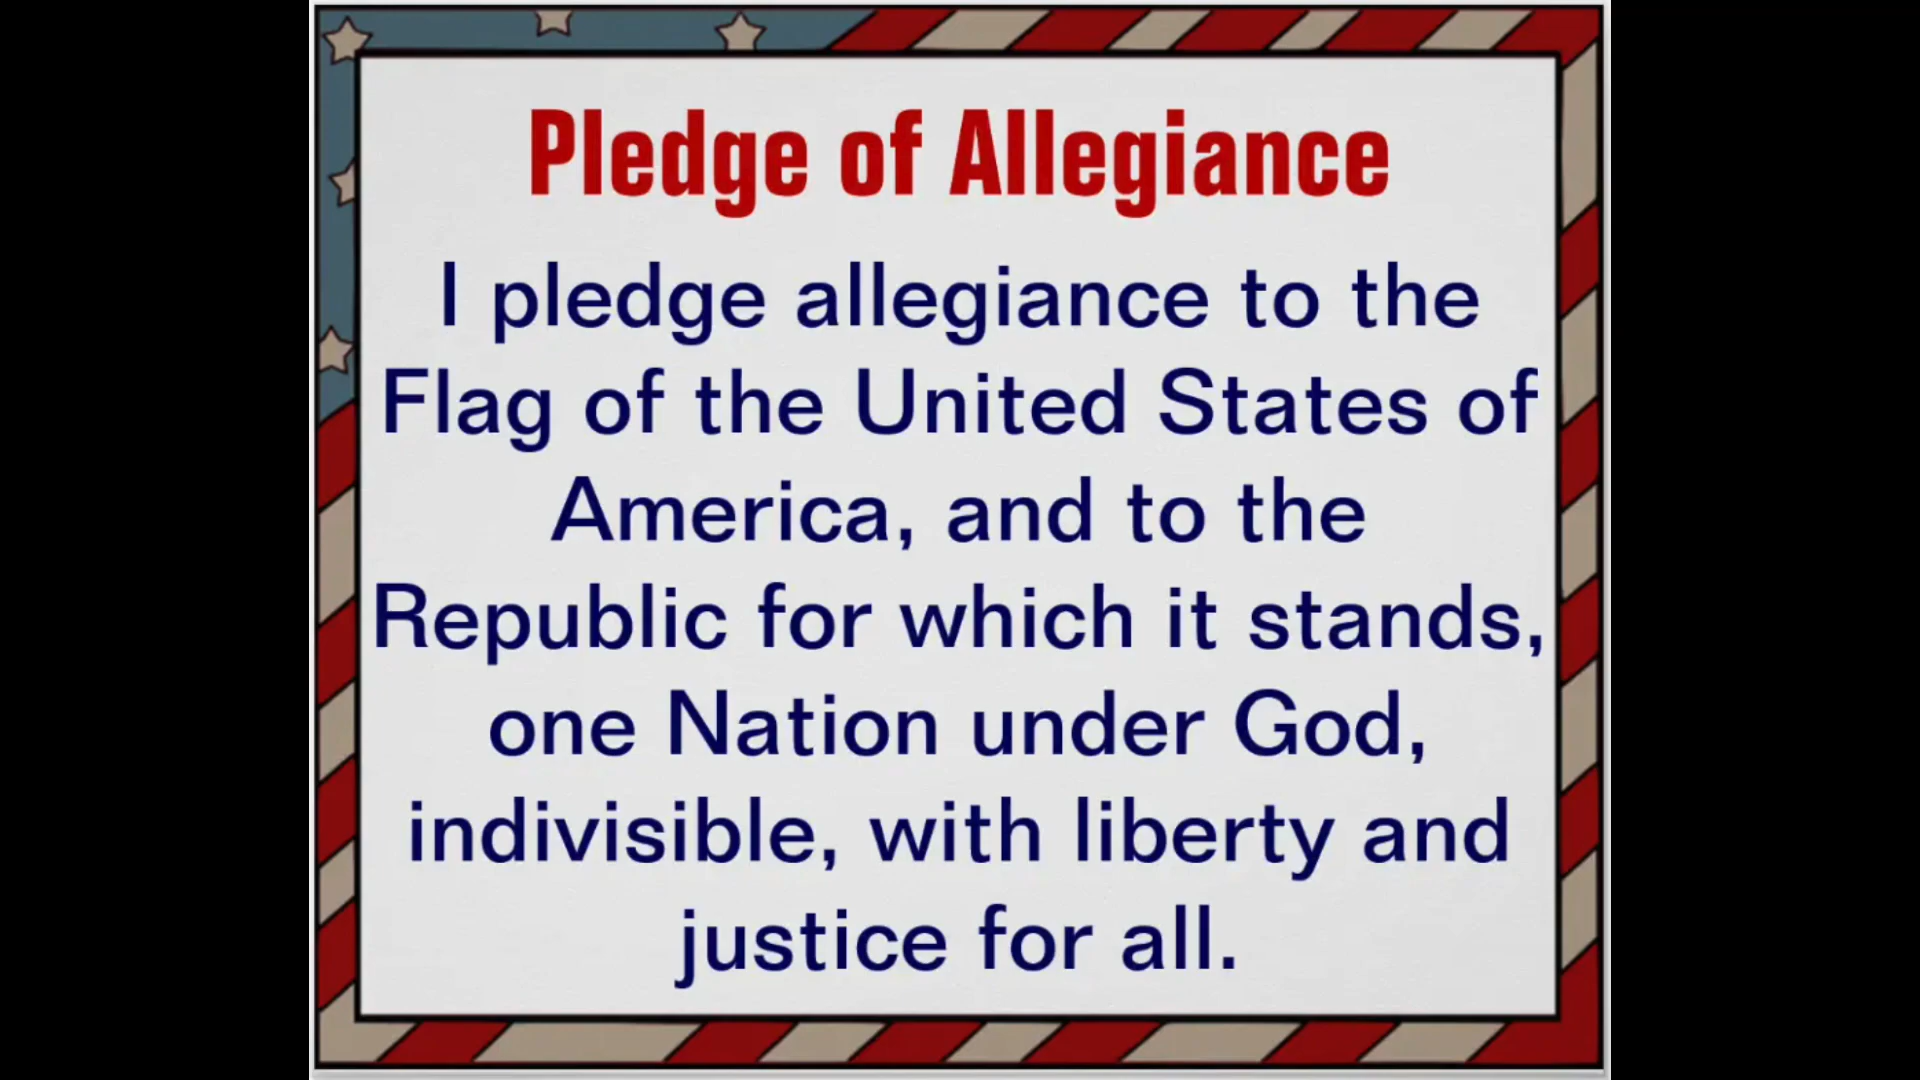 Pledge of Allegiance
I pledge allegiance to the
Flag of the United States of
America, and to the
Republic for which it stands,
one Nation under God,
indivisible, with liberty and
justice for all.